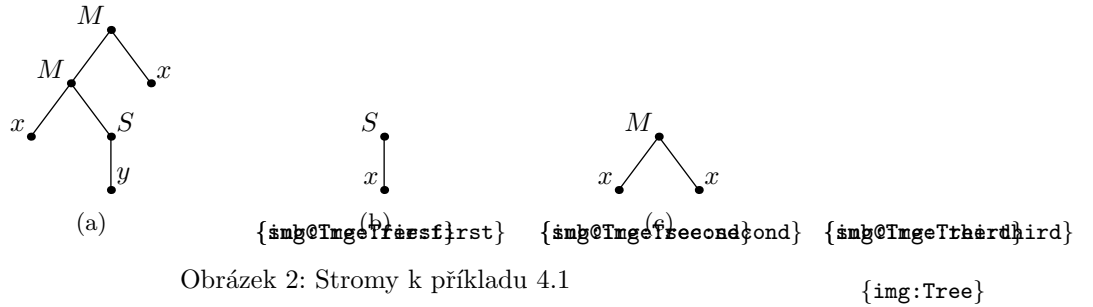 M
M x
x S S M
y x x x
(a) (b) (c)
Obrázek 2: Stromy k příkladu 4.1
{img:Tree}